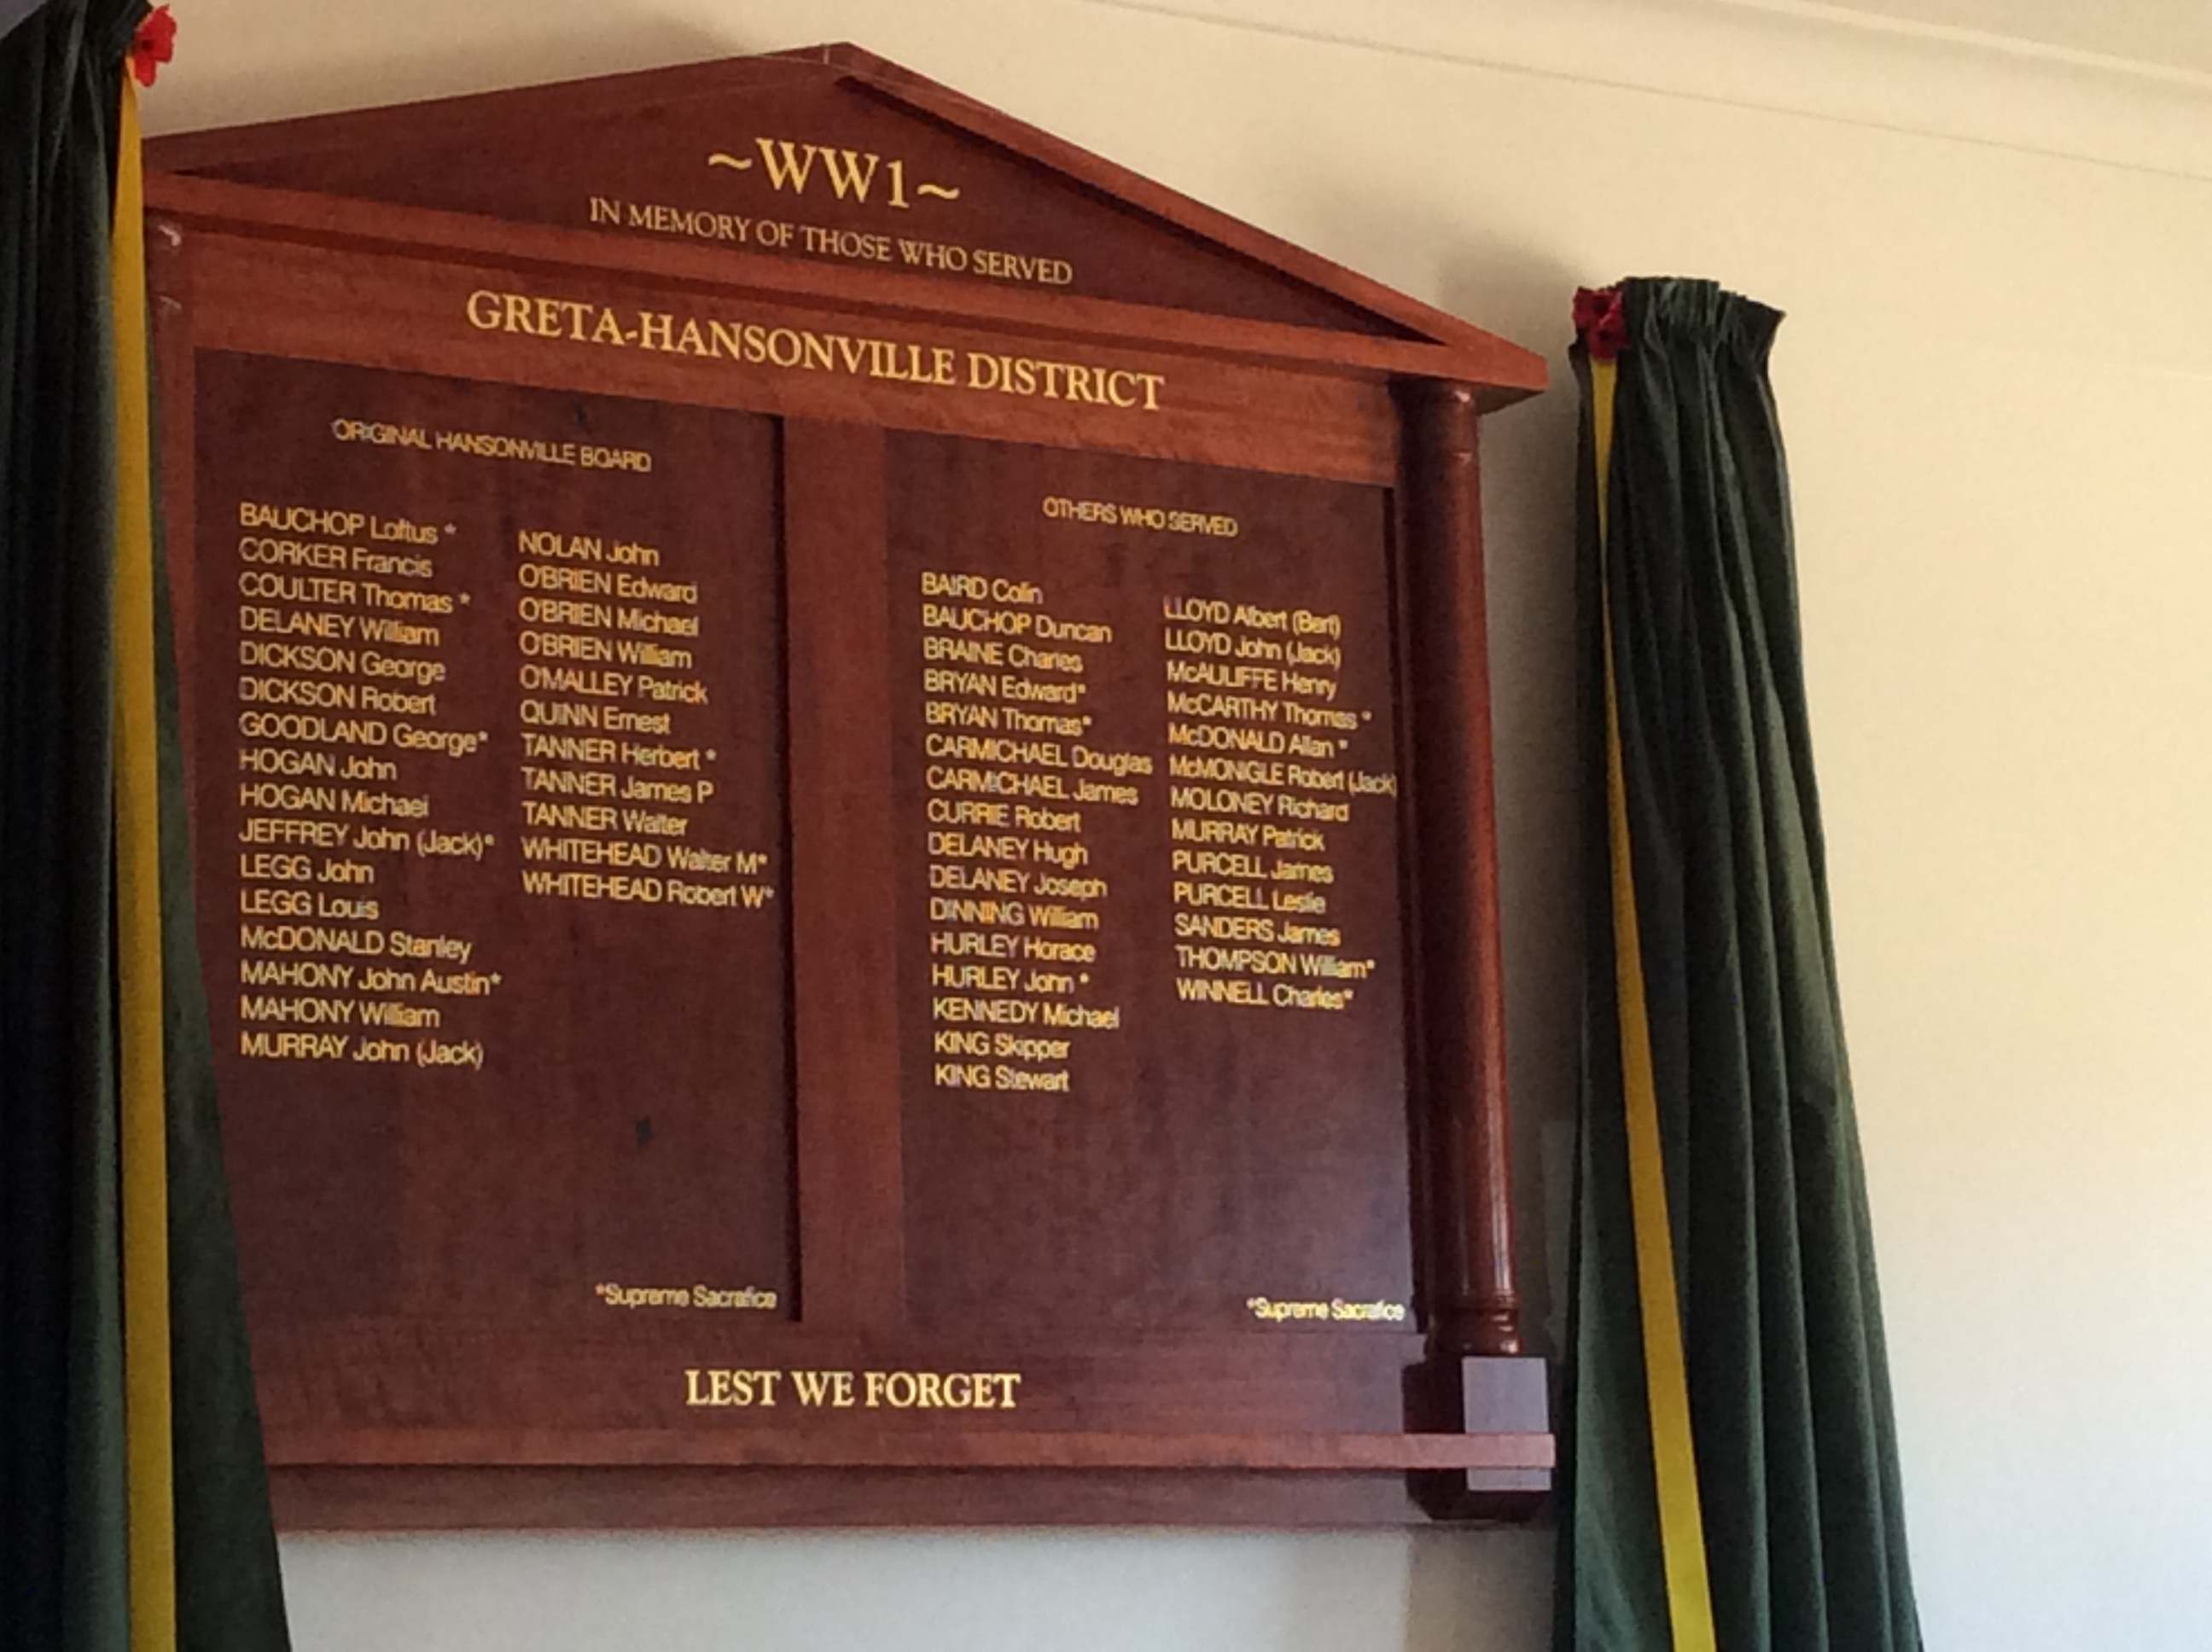 ~WW1~
IN MEMORY OF THOSE WHO SERVED
GRETA-HANSONVILLE DISTRICT
ORIGINAL HANSONVILLE BOARD
BAUCHOP Loftus *
CORKER Francis
COULTER Thomas *
DELANEY William
DICKSON George
DICKSON Robert
GOODLAND George*
HOGAN John
HOGAN Michael
JEFFREY John (Jack)*
LEGG John
LEGG Louis
McDONALD Stanley
MAHONY John Austin*
MAHONY William
MURRAY John (Jack)
NOLAN John
O'BRIEN Edward
O'BRIEN Michael
O'BRIEN William
O'MALLEY Patrick
QUINN Ernest
TANNER Herbert *
TANNER James P
TANNER Walter
WHITEHEAD Walter M*
WHITEHEAD Robert W*
*Supreme Sacrafice
OTHERS WHO SERVED
BAIRD Colin
BAUCHOP Duncan
BRAINE Charles
BRYAN Edward*
BRYAN Thomas*
CARMICHAEL Douglas
CARMICHAEL James
CURRIE Robert
DELANEY Hugh
DELANEY Joseph
DINNING William
HURLEY Horace
HURLEY John *
KENNEDY Michael
KING Skipper
KING Stewart
LLOYD Albert (Bert)
LLOYD John (Jack)
McAULIFFE Henry
McCARTHY Thomas *
McDONALD Allan *
McMONIGLE Robert (Jack)
MOLONEY Richard
MURRAY Patrick
PURCELL James
PURCELL Leslie
SANDERS James
THOMPSON William*
WINNELL Charles*
*Supreme Sacrafice
LEST WE FORGET